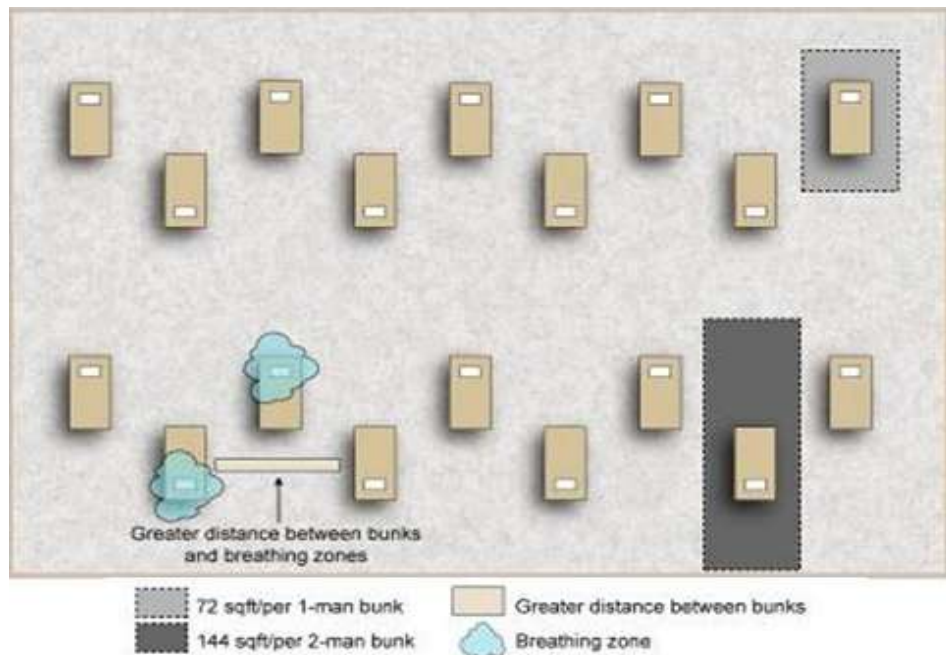 Greater distance between bunks
and breathing zones
72 sqft/per 1-man bunk
Greater distance between bunks
144 sqft/per 2-man bunk
Breathing zone